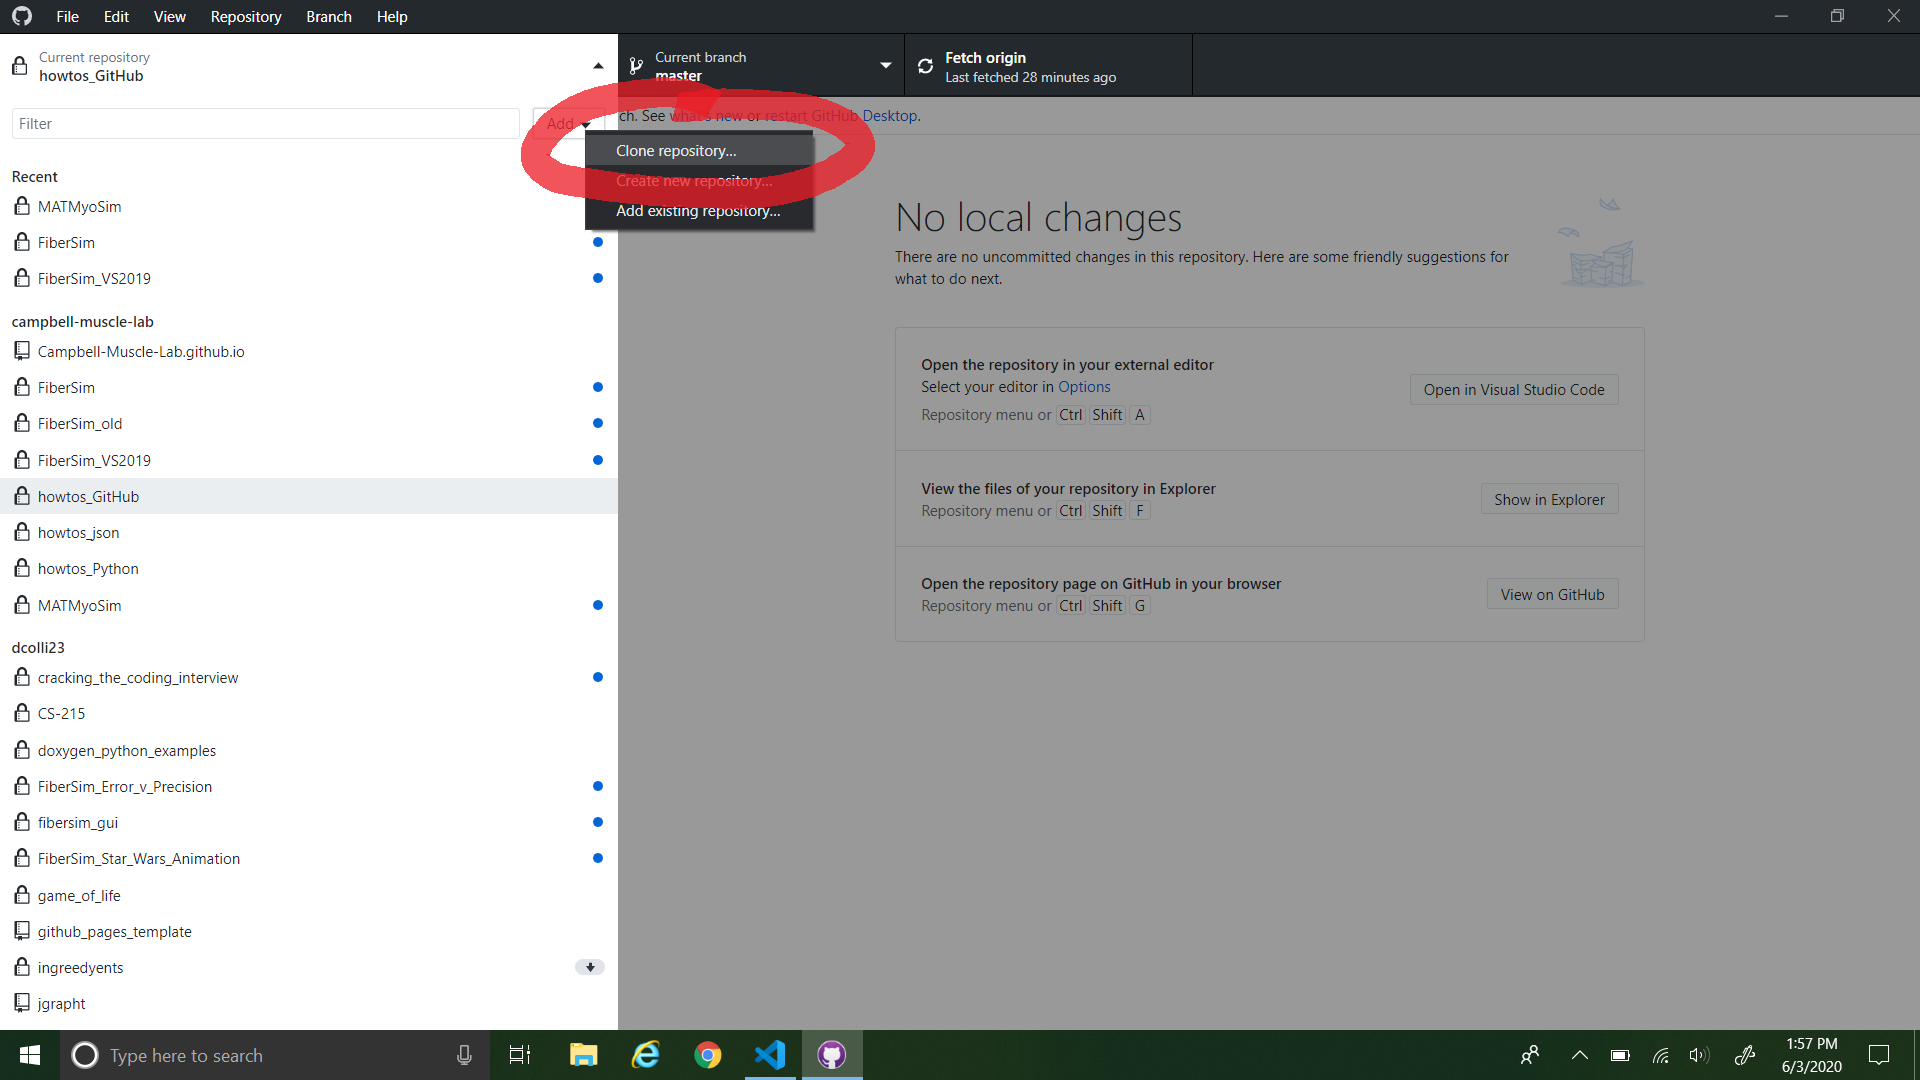 File Edit View Repository Branch Help
Current repository
howtos_GitHub
Current branch
master
Fetch origin
Last fetched 28 minutes ago
Filter
Add
ch. See what's new or restart GitHub Desktop.
Clone repository...
Create new repository...
Add existing repository...
Recent
MATMyoSim
FiberSim
FiberSim_VS2019
campbell-muscle-lab
Campbell-Muscle-Lab.github.io
FiberSim
FiberSim_old
FiberSim_VS2019
howtos_GitHub
howtos_json
howtos_Python
MATMyoSim
dcolli23
cracking_the_coding_interview
CS-215
doxygen_python_examples
FiberSim_Error_v_Precision
fibersim_gui
FiberSim_Star_Wars_Animation
game_of_life
github_pages_template
ingreedyents
jgrapht
No local changes
There are no uncommitted changes in this repository. Here are some friendly suggestions for
what to do next.
Open the repository in your external editor
Select your editor in Options
Repository menu or Ctrl Shift A
Open in Visual Studio Code
View the files of your repository in Explorer
Repository menu or Ctrl Shift F
Show in Explorer
Open the repository page on GitHub in your browser
Repository menu or Ctrl Shift G
View on GitHub
Type here to search
1:57 PM
6/3/2020